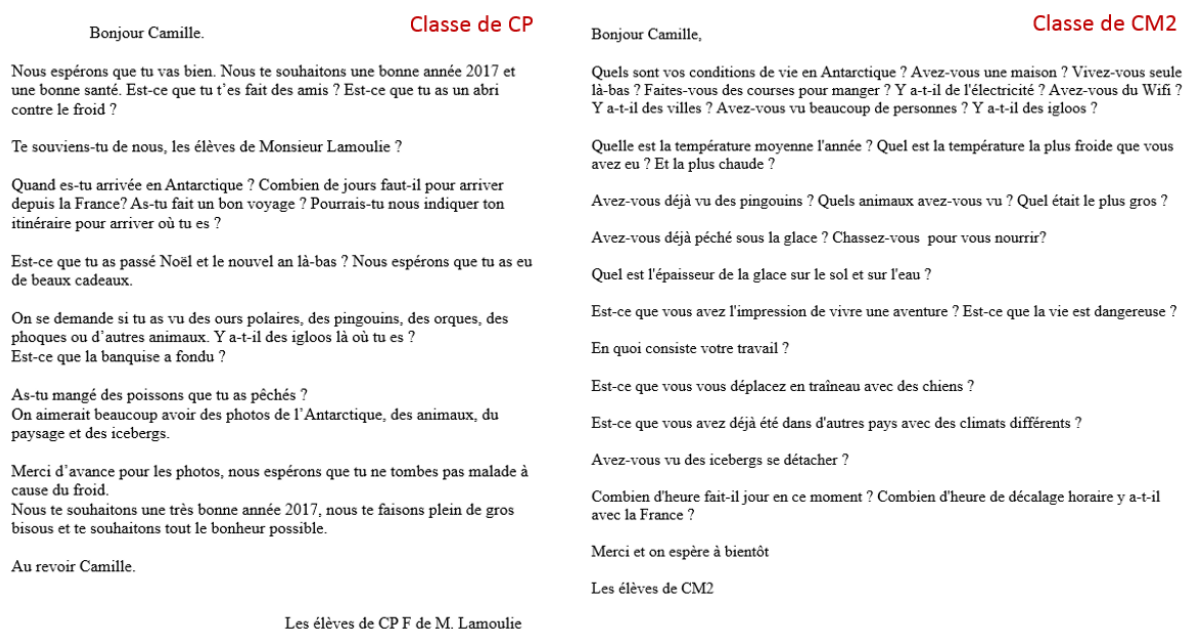 Classe de CP
Bonjour Camille.
Nous espérons que tu vas bien. Nous te souhaitons une bonne année 2017 et
une bonne santé. Est-ce que tu t’es fait des amis ? Est-ce que tu as un abri
contre le froid ?
Te souviens-tu de nous, les élèves de Monsieur Lamoulie ?
Quand es-tu arrivée en Antarctique ? Combien de jours faut-il pour arriver
depuis la France? As-tu fait un bon voyage ? Pourrais-tu nous indiquer ton
itinéraire pour arriver où tu es ?
Est-ce que tu as passé Noël et le nouvel an là-bas ? Nous espérons que tu as eu
de beaux cadeaux.
On se demande si tu as vu des ours polaires, des pingouins, des orques, des
phoques ou d’autres animaux. Y a-t-il des igloos là où tu es ?
Est-ce que la banquise a fondu ?
As-tu mangé des poissons que tu as pêchés ?
On aimerait beaucoup avoir des photos de l’Antarctique, des animaux, du
paysage et des icebergs.
Merci d’avance pour les photos, nous espérons que tu ne tombes pas malade à
cause du froid.
Nous te souhaitons une très bonne année 2017, nous te faisons plein de gros
bisous et te souhaitons tout le bonheur possible.
Au revoir Camille.
Les élèves de CP F de M. Lamoulie
Classe de CM2
Bonjour Camille,
Quels sont vos conditions de vie en Antarctique ? Avez-vous une maison ? Vivez-vous seule
là-bas ? Faites-vous des courses pour manger ? Y a-t-il de l'électricité ? Avez-vous du Wifi ?
Y a-t-il des villes ? Avez-vous vu beaucoup de personnes ? Y a-t-il des igloos ?
Quelle est la température moyenne l'année ? Quel est la température la plus froide que vous
avez eu ? Et la plus chaude ?
Avez-vous déjà vu des pingouins ? Quels animaux avez-vous vu ? Quel était le plus gros ?
Avez-vous déjà péché sous la glace ? Chassez-vous pour vous nourrir?
Quel est l'épaisseur de la glace sur le sol et sur l'eau ?
Est-ce que vous avez l'impression de vivre une aventure ? Est-ce que la vie est dangereuse ?
En quoi consiste votre travail ?
Est-ce que vous vous déplacez en traîneau avec des chiens ?
Est-ce que vous avez déjà été dans d'autres pays avec des climats différents ?
Avez-vous vu des icebergs se détacher ?
Combien d'heure fait-il jour en ce moment ? Combien d'heure de décalage horaire y a-t-il
avec la France ?
Merci et on espère à bientôt
Les élèves de CM2